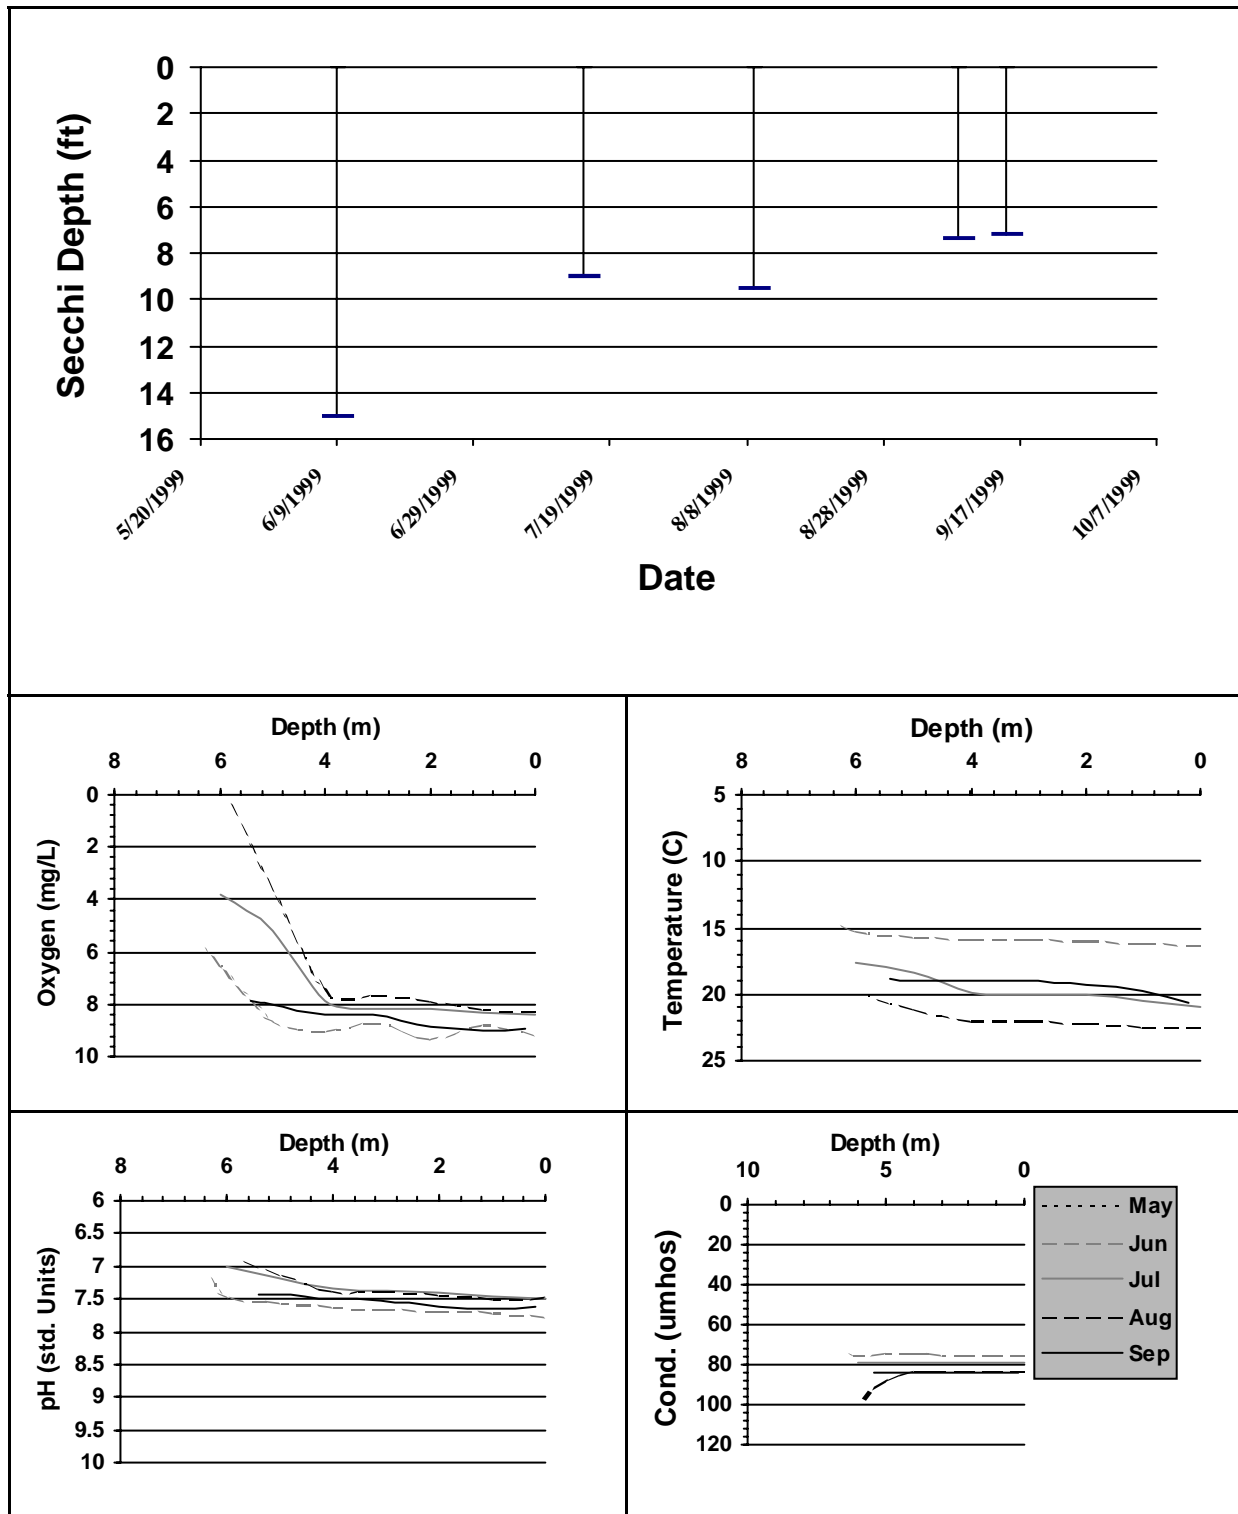 Secchi Depth (ft)
0
2
4
6
8
10
12
14
16
5/20/1999
6/9/1999
6/29/1999
7/19/1999
8/8/1999
8/28/1999
9/17/1999
10/7/1999
Date
Depth (m)
8 6 4 2 0
Oxygen (mg/L)
0
2
4
6
8
10
Depth (m)
8 6 4 2 0
Temperature (C)
5
10
15
20
25
Depth (m)
8 6 4 2 0
pH (std. Units)
6
6.5
7
7.5
8
8.5
9
9.5
10
Depth (m)
10 5 0
Cond. (umhos)
0
20
40
60
80
100
120
May
Jun
Jul
Aug
Sep